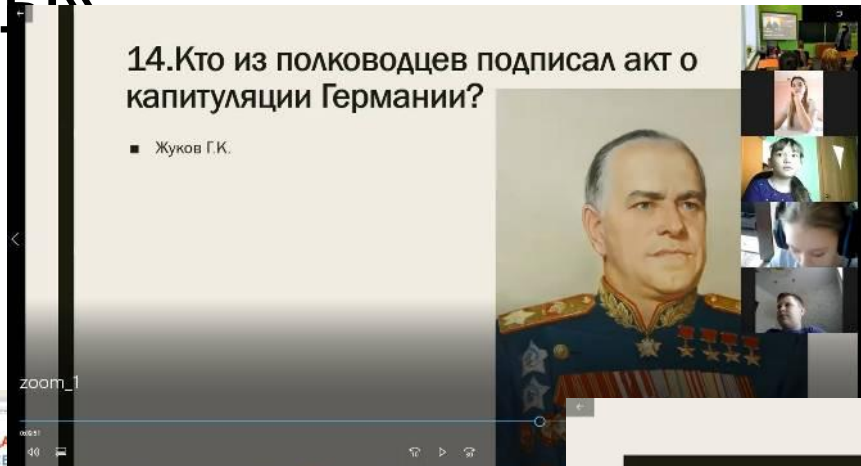 14.Кто из полководцев подписал акт о
капитуляции Германии?
Жуков Г.К.
zoom_1